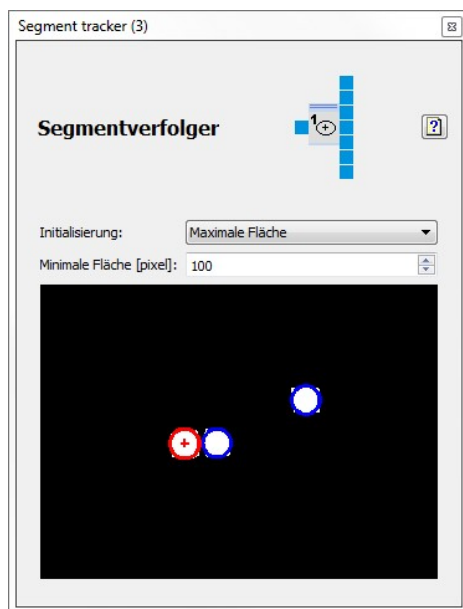 Segment tracker (3)
Segmentverfolger
1
Initialisierung: Maximale Fläche
Minimale Fläche [pixel]: 100